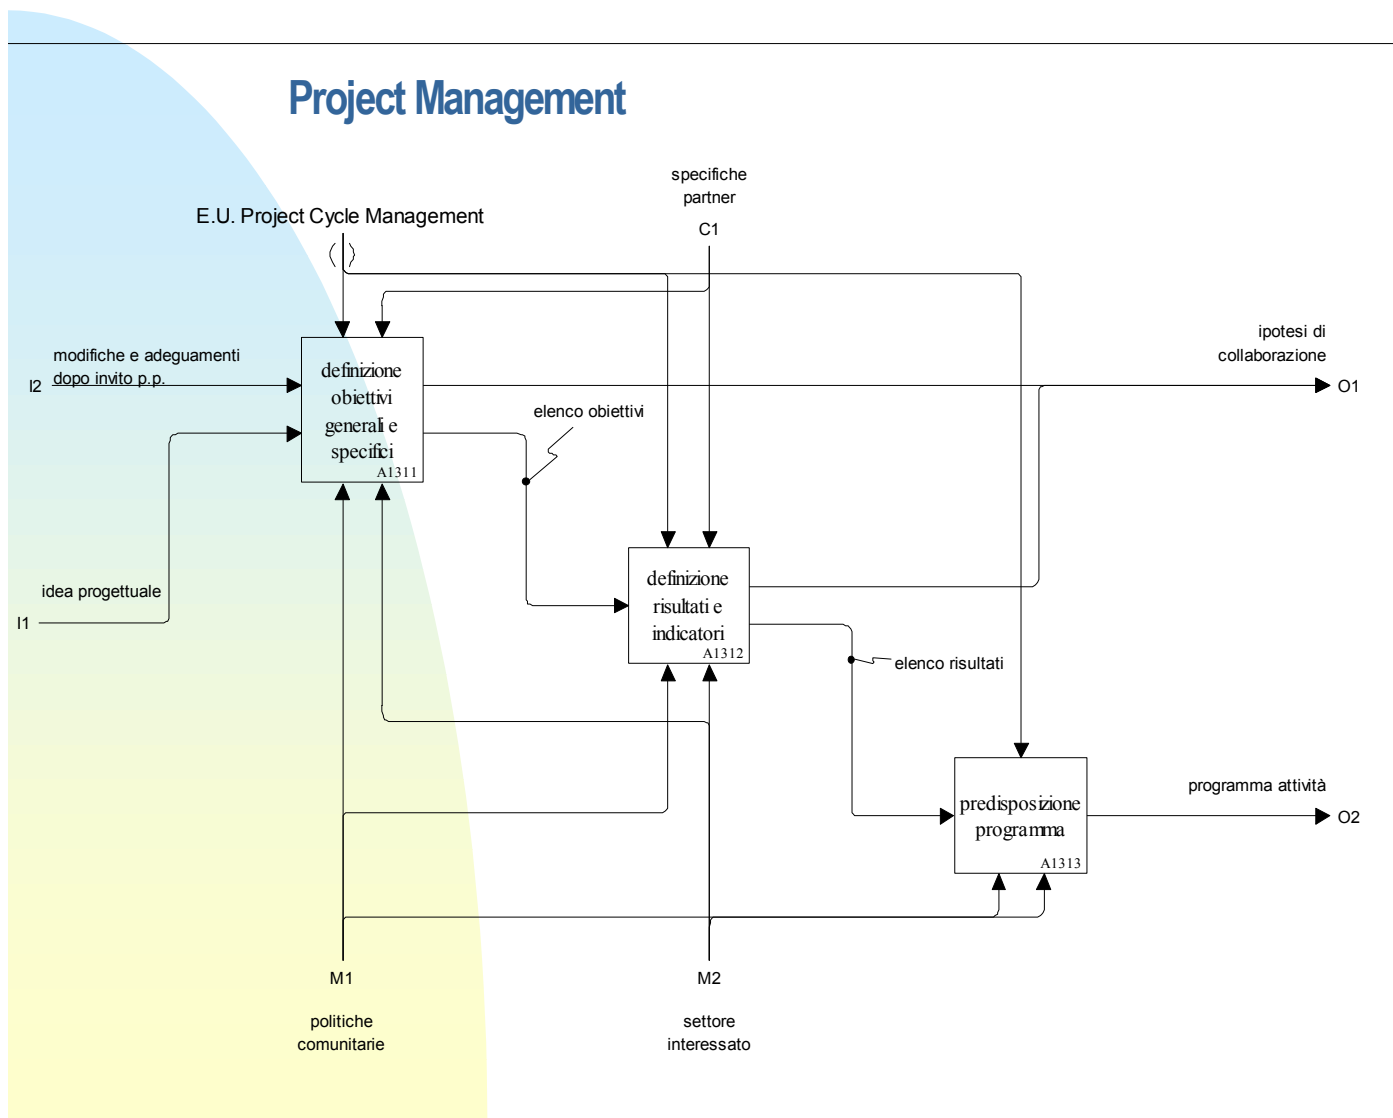 Project Management
specifiche
partner
C1
E.U. Project Cycle Management
( )
ipotesi di
collaborazione
O1
modifiche e adeguamenti
dopo invito p.p.
I2
definizione
obiettivi
generali e
specifici
A1311
elenco obiettivi
idea progettuale
I1
definizione
risultati e
indicatori
A1312
elenco risultati
predisposizione
programma
A1313
programma attività
O2
M1
politiche
comunitarie
M2
settore
interessato